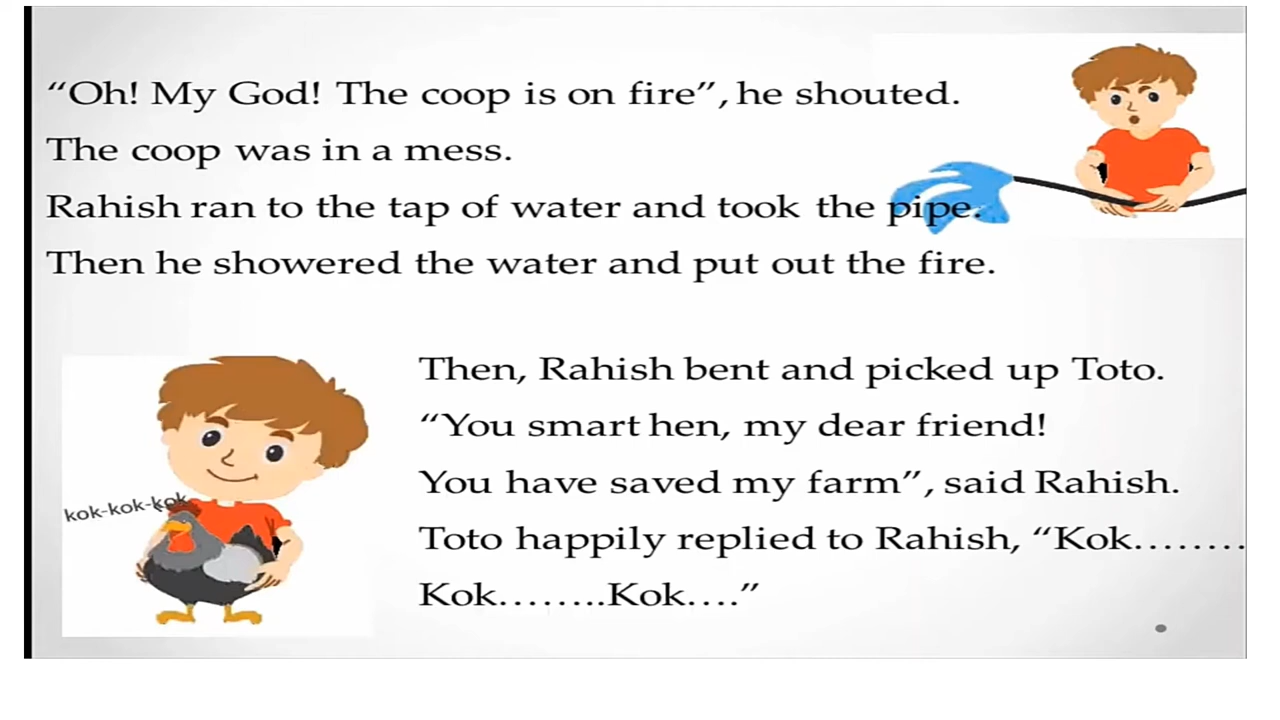 “Oh! My God! The coop is on fire”, he shouted.
The coop was in a mess.
Rahish ran to the tap of water and took the pipe.
Then he showered the water and put out the fire.
Then, Rahish bent and picked up Toto.
“You smart hen, my dear friend!
You have saved my farm”, said Rahish.
Toto happily replied to Rahish, “Kok........
Kok........Kok....”
kok-kok-kok